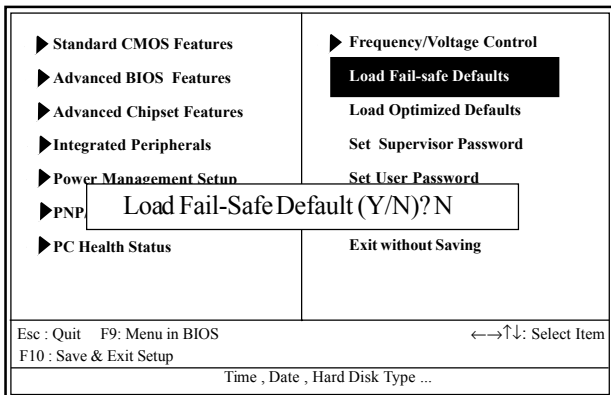 Standard CMOS Features
Advanced BIOS Features
Advanced Chipset Features
Integrated Peripherals
Power Management Setup
PNP/
PC Health Status
Frequency/Voltage Control
Load Fail-safe Defaults
Load Optimized Defaults
Set Supervisor Password
Set User Password
Load Fail-Safe Default (Y/N)? N
Exit without Saving
Esc : Quit F9: Menu in BIOS ←→↑↓: Select Item
F10 : Save & Exit Setup
Time , Date , Hard Disk Type ...